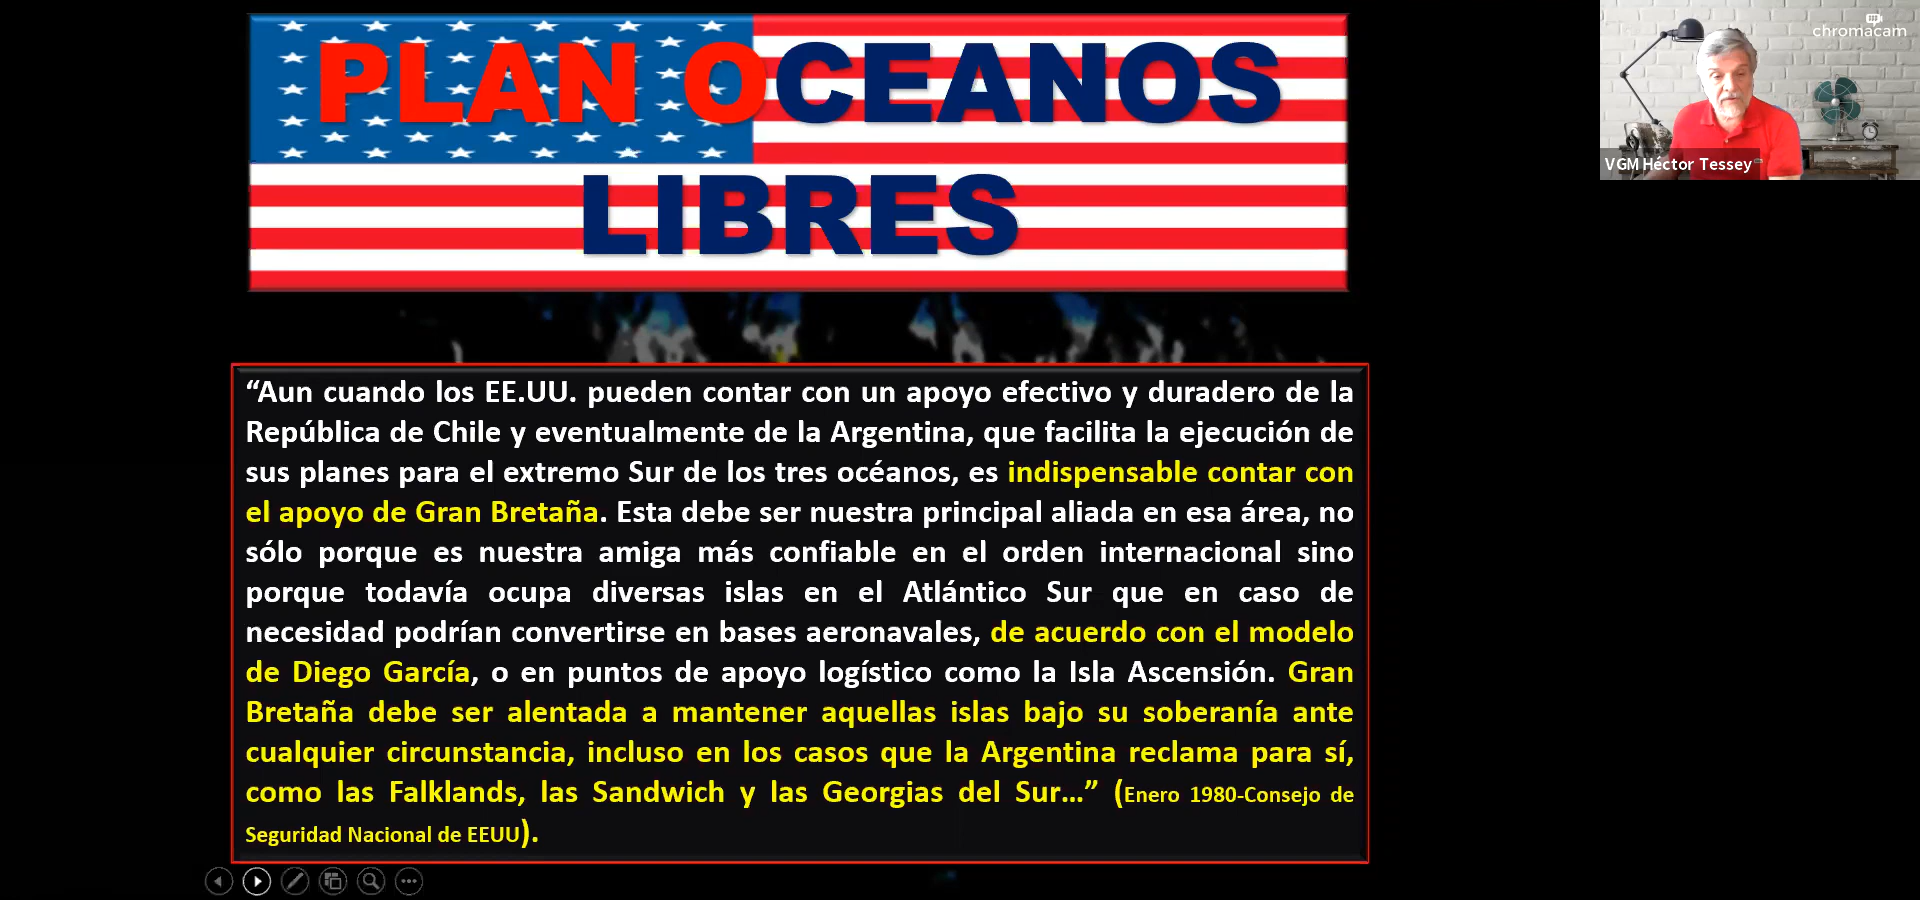 PLAN OCEANOS
LIBRES
chromacam
VGM Héctor Tessey
“Aun cuando los EE.UU. pueden contar con un apoyo efectivo y duradero de la
República de Chile y eventualmente de la Argentina, que facilita la ejecución de
sus planes para el extremo Sur de los tres océanos, es indispensable contar con
el apoyo de Gran Bretaña. Esta debe ser nuestra principal aliada en esa área, no
sólo porque es nuestra amiga más confiable en el orden internacional sino
porque todavía ocupa diversas islas en el Atlántico Sur que en caso de
necesidad podrían convertirse en bases aeronavales, de acuerdo con el modelo
de Diego García, o en puntos de apoyo logístico como la Isla Ascensión. Gran
Bretaña debe ser alentada a mantener aquellas islas bajo su soberanía ante
cualquier circunstancia, incluso en los casos que la Argentina reclama para sí,
como las Falklands, las Sandwich y las Georgias del Sur…” (Enero 1980-Consejo de
Seguridad Nacional de EEUU).